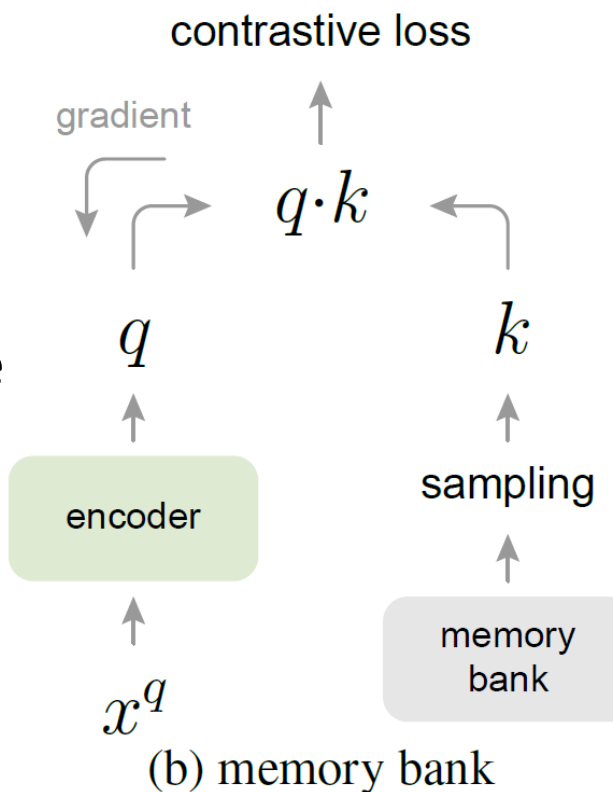 contrastive loss
gradient
q·k
q
k
e
encoder
sampling
memory
bank
x^q
(b) memory bank